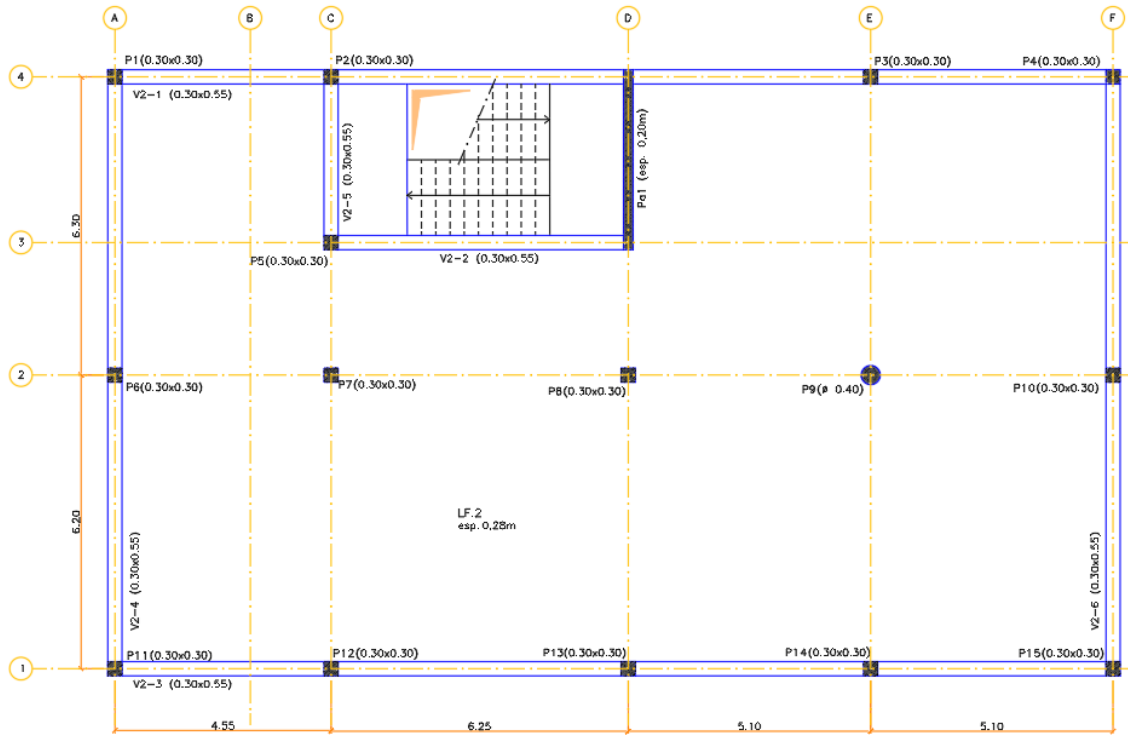 A
B
C
D
E
F
P1(0.30x0.30)
P2(0.30x0.30)
P3(0.30x0.30)
P4(0.30x0.30)
4
V2-1 (0.30x0.55)
V2-5 (0.30x0.55)
Pa1 (esp. 0,20m)
6.30
3
P5(0.30x0.30)
V2-2 (0.30x0.55)
2
P6(0.30x0.30)
P7(0.30x0.30)
P8(0.30x0.30)
P9(ø 0.40)
P10(0.30x0.30)
6.20
LF.2
esp. 0,28m
V2-4 (0.30x0.55)
V2-6 (0.30x0.55)
P11(0.30x0.30)
P12(0.30x0.30)
P13(0.30x0.30)
P14(0.30x0.30)
P15(0.30x0.30)
1
V2-3 (0.30x0.55)
4.55
6.25
5.10
5.10